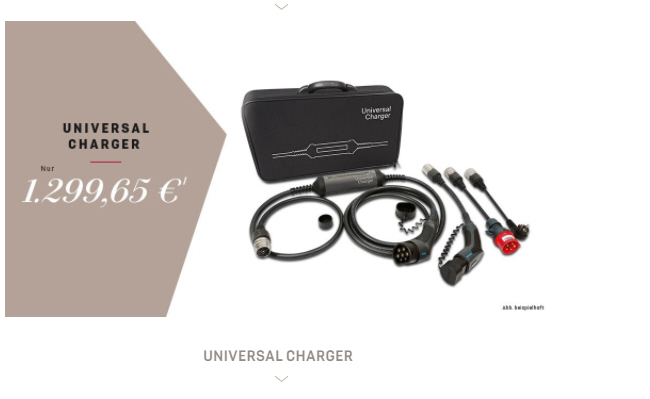 UNIVERSAL
CHARGER
Nur
1.299,65 €¹
Universal
Charger
Abb. beispielhaft
UNIVERSAL CHARGER